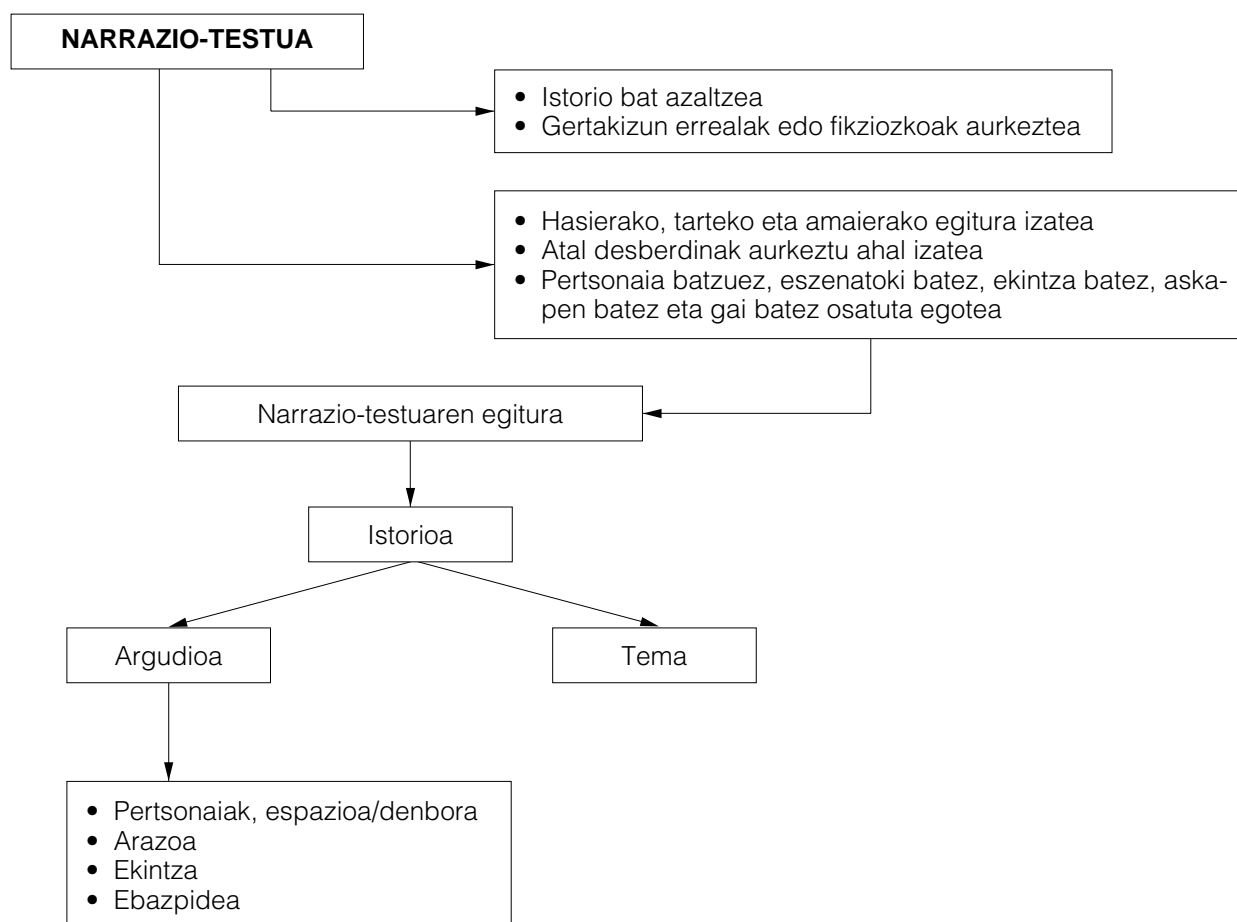 NARRAZIO-TESTUA
• Istorio bat azaltzea
• Gertakizun errealak edo fikziozkoak aurkeztea
• Hasierako, tarteko eta amaierako egitura izatea
• Atal desberdinak aurkeztu ahal izatea
• Pertsonaia batzuez, eszenatoki batez, ekintza batez, aska-
pen batez eta gai batez osatuta egotea
Narrazio-testuaren egitura
Istorioa
Argudioa
Tema
• Pertsonaiak, espazioa/denbora
• Arazoa
• Ekintza
• Ebazpidea